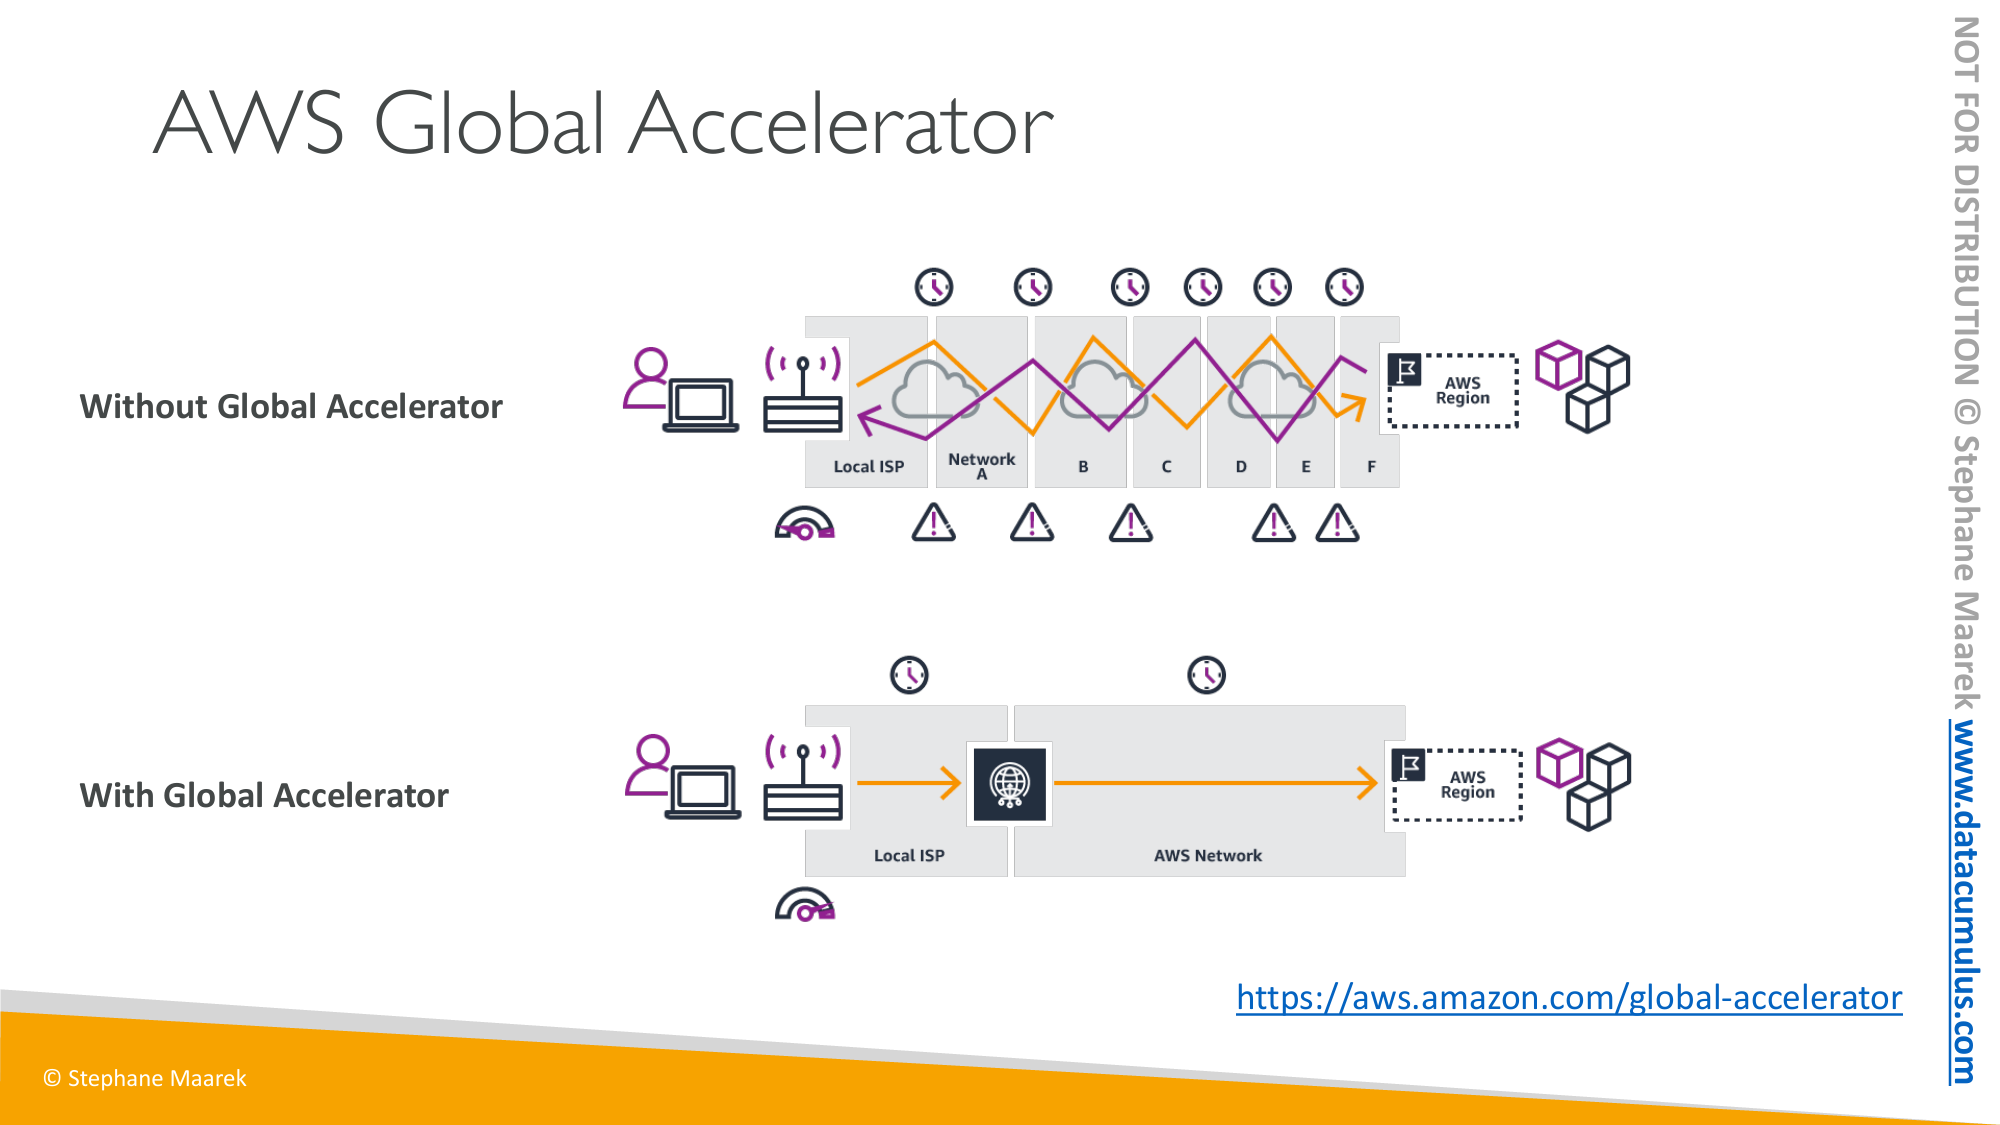 AWS Global Accelerator
Without Global Accelerator
Local ISP
Network
A
B
C
D
E
F
AWS
Region
With Global Accelerator
Local ISP
AWS Network
AWS
Region
https://aws.amazon.com/global-accelerator
© Stephane Maarek
NOT FOR DISTRIBUTION © Stephane Maarek www.datacumulus.com